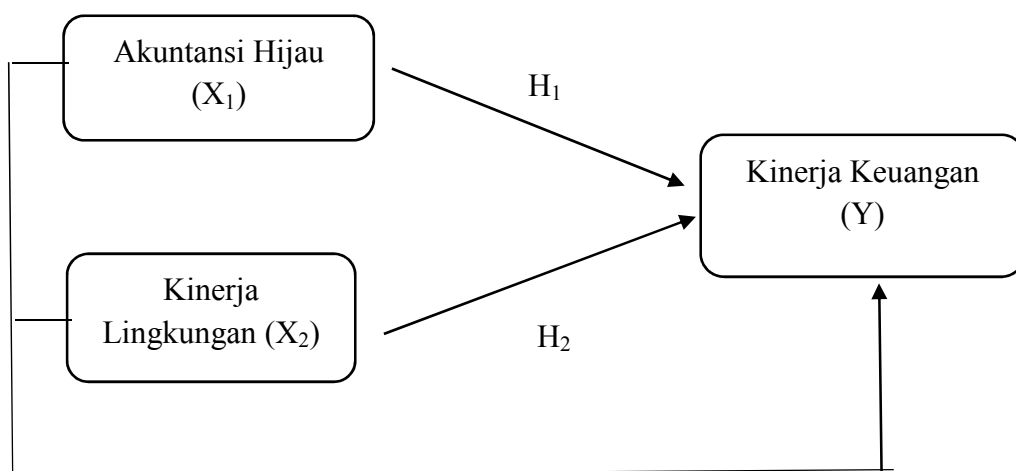 Akuntansi Hijau
(X₁)
H₁
Kinerja Keuangan
(Y)
Kinerja
Lingkungan (X₂)
H₂